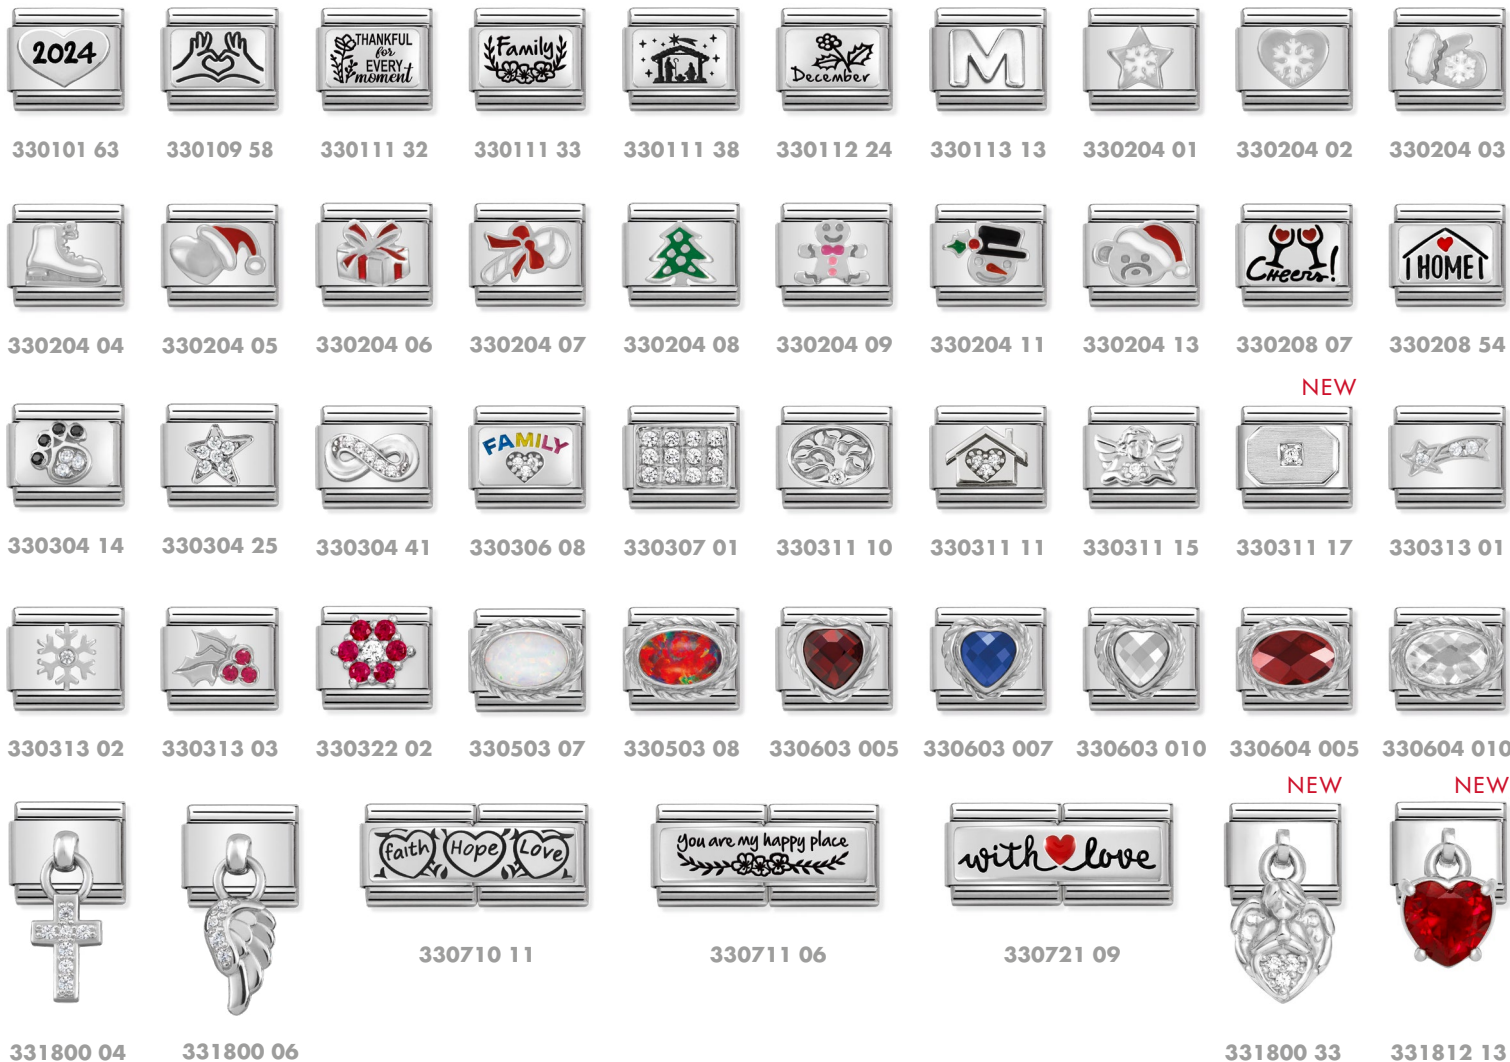 2024
THANKFUL
for
EVERY
moment
Family
December
M
330101 63
330109 58
330111 32
330111 33
330111 38
330112 24
330113 13
330204 01
330204 02
330204 03
Cheers!
HOME
330204 04
330204 05
330204 06
330204 07
330204 08
330204 09
330204 11
330204 13
330208 07
330208 54
NEW
FAMILY
330304 14
330304 25
330304 41
330306 08
330307 01
330311 10
330311 11
330311 15
330311 17
330313 01
330313 02
330313 03
330322 02
330503 07
330503 08
330603 005
330603 007
330603 010
330604 005
330604 010
NEW
NEW
faith
Hope
Love
you are my happy place
with love
330710 11
330711 06
330721 09
331800 04
331800 06
331800 33
331812 13